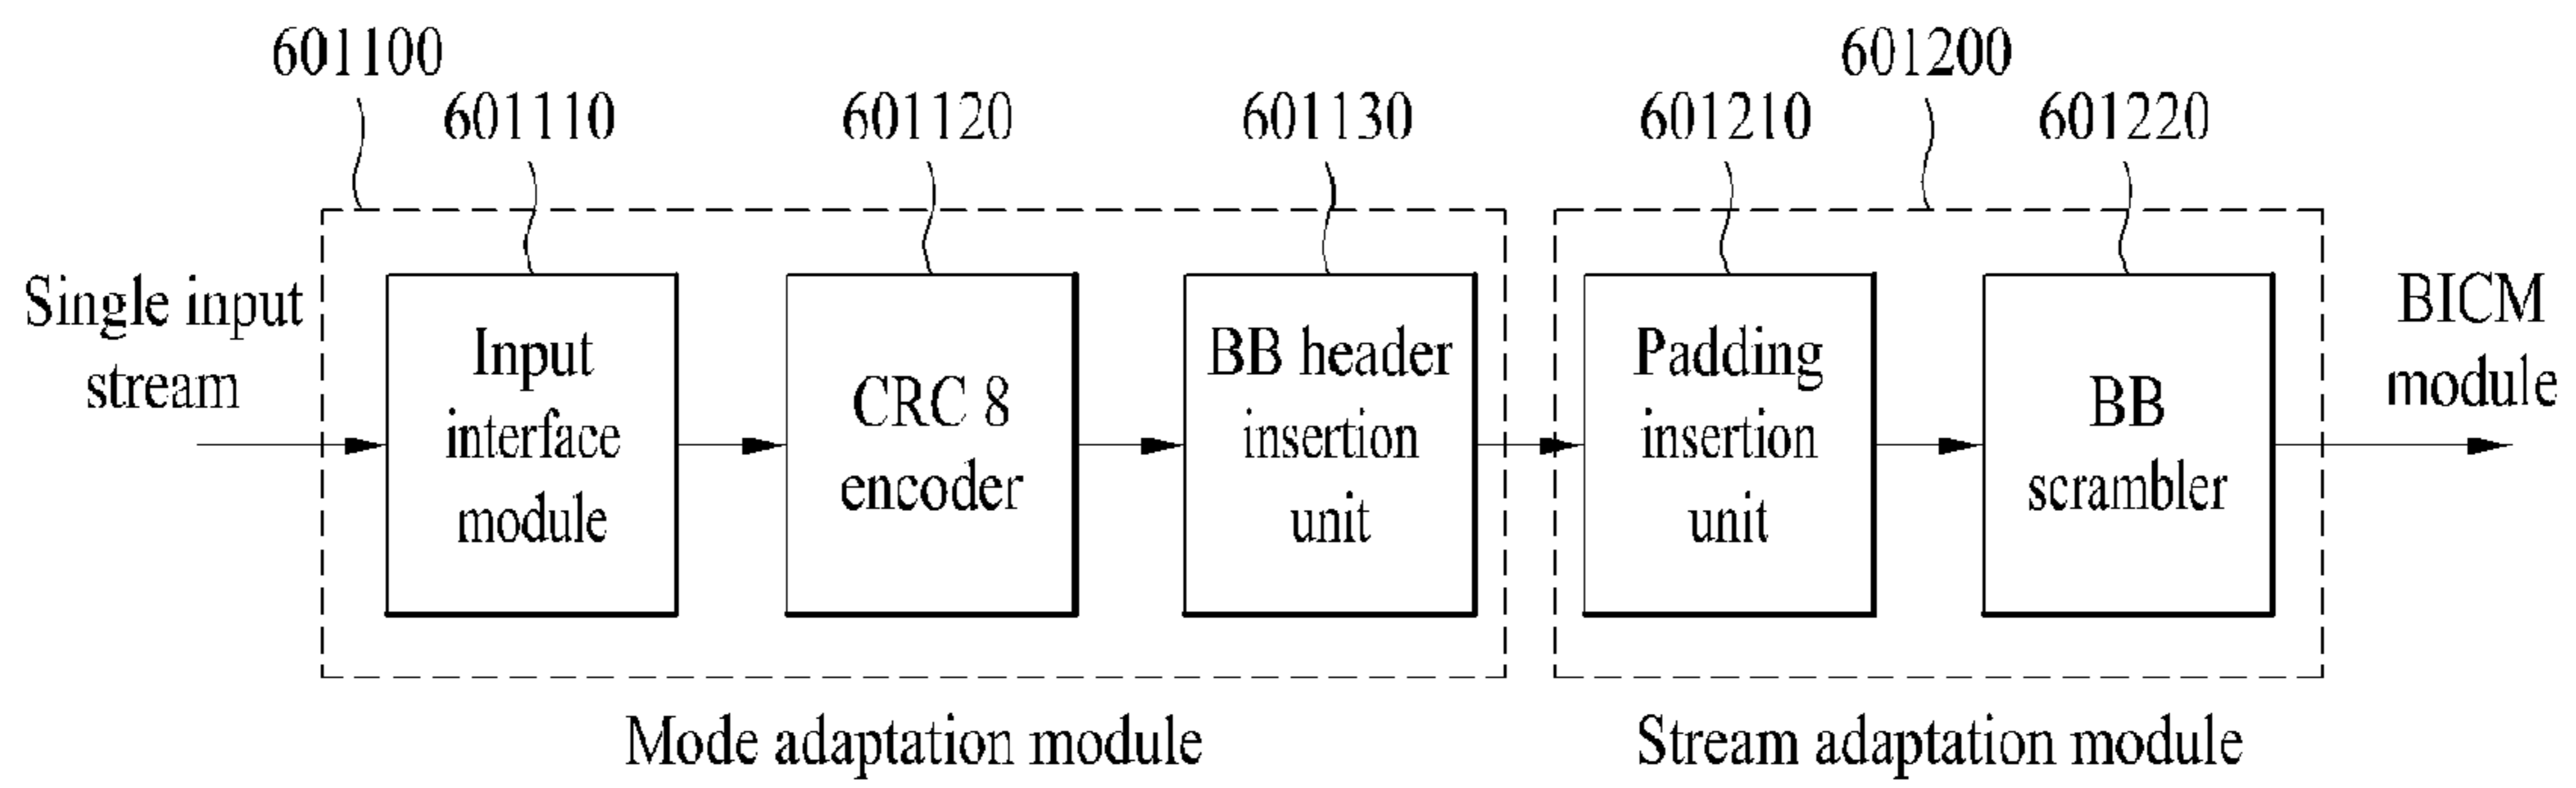 601100
601200
601110
601120
601130
601210
601220
Single input
stream
Input
interface
module
CRC 8
encoder
BB header
insertion
unit
Padding
insertion
unit
BB
scrambler
BICM
module
Mode adaptation module
Stream adaptation module